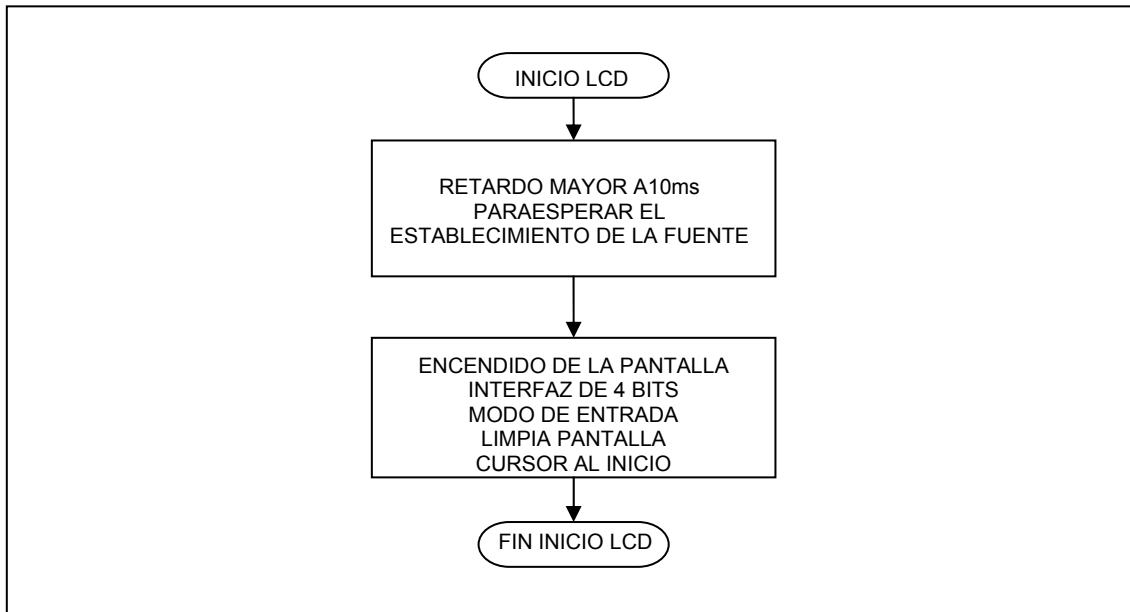 INICIO LCD
RETARDO MAYOR A10ms
PARAESPERAR EL
ESTABLECIMIENTO DE LA FUENTE
ENCENDIDO DE LA PANTALLA
INTERFAZ DE 4 BITS
MODO DE ENTRADA
LIMPIA PANTALLA
CURSOR AL INICIO
FIN INICIO LCD